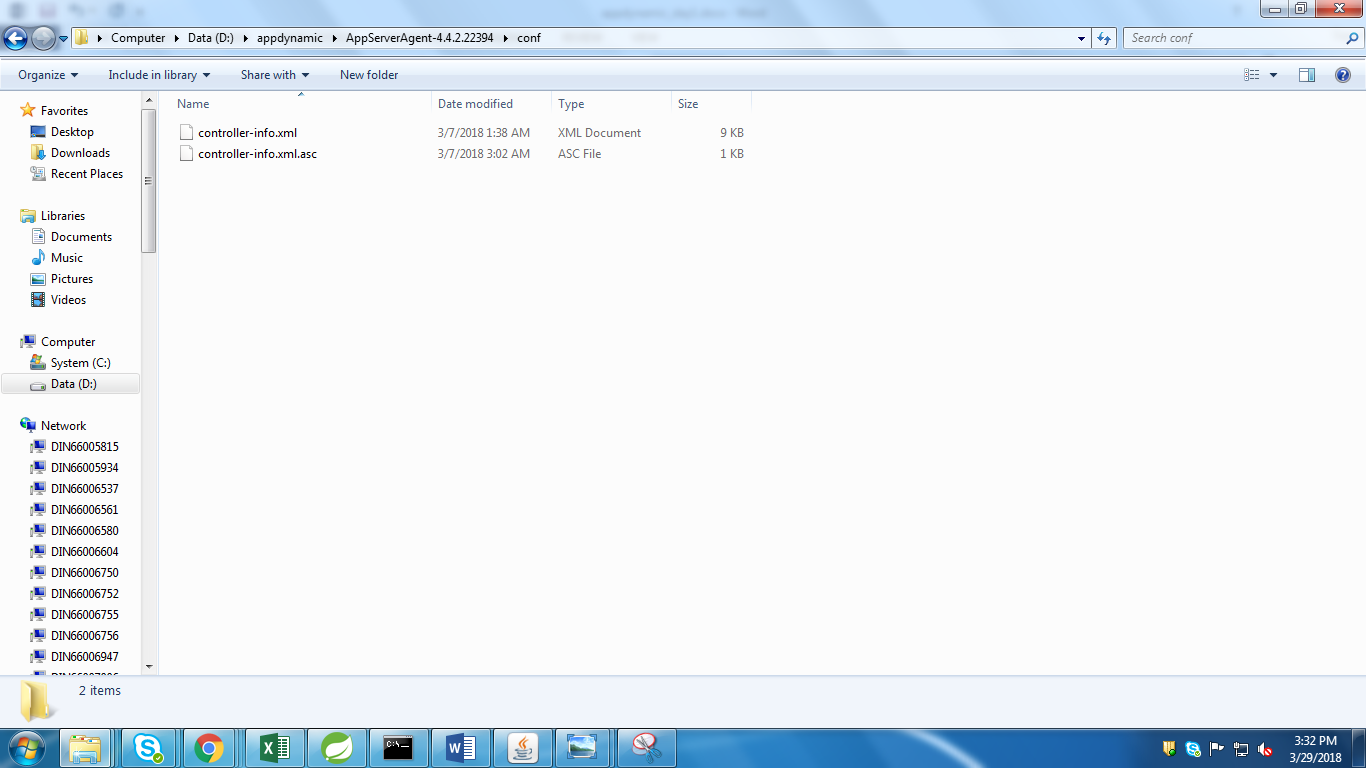 Computer Data (D:) appdynamic AppServerAgent-4.4.2.22394 conf Search conf
Organize Include in library Share with New folder
Name Date modified Type Size
controller-info.xml 3/7/2018 1:38 AM XML Document 9 KB
controller-info.xml.asc 3/7/2018 3:02 AM ASC File 1 KB
Favorites
Desktop
Downloads
Recent Places
Libraries
Documents
Music
Pictures
Videos
Computer
System (C:)
Data (D:)
Network
DIN66005815
DIN66005934
DIN66006537
DIN66006561
DIN66006580
DIN66006604
DIN66006750
DIN66006752
DIN66006755
DIN66006756
DIN66006947
2 items
C:\
3:32 PM
3/29/2018